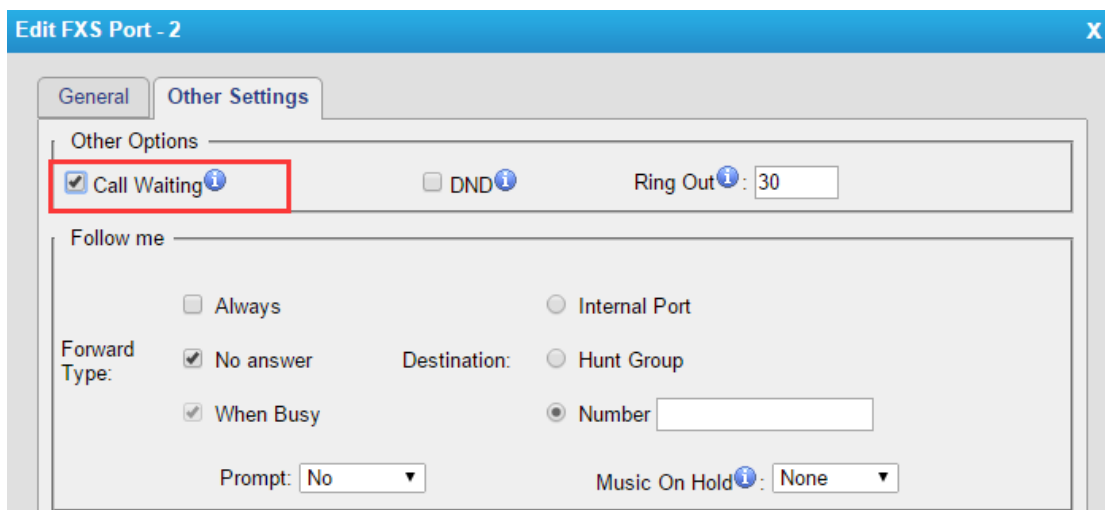 Edit FXS Port - 2 X
General Other Settings
Other Options
Call Waiting DND Ring Out : 30
Follow me
Always Internal Port
Forward Type: No answer Destination: Hunt Group
When Busy Number
Prompt: No Music On Hold : None